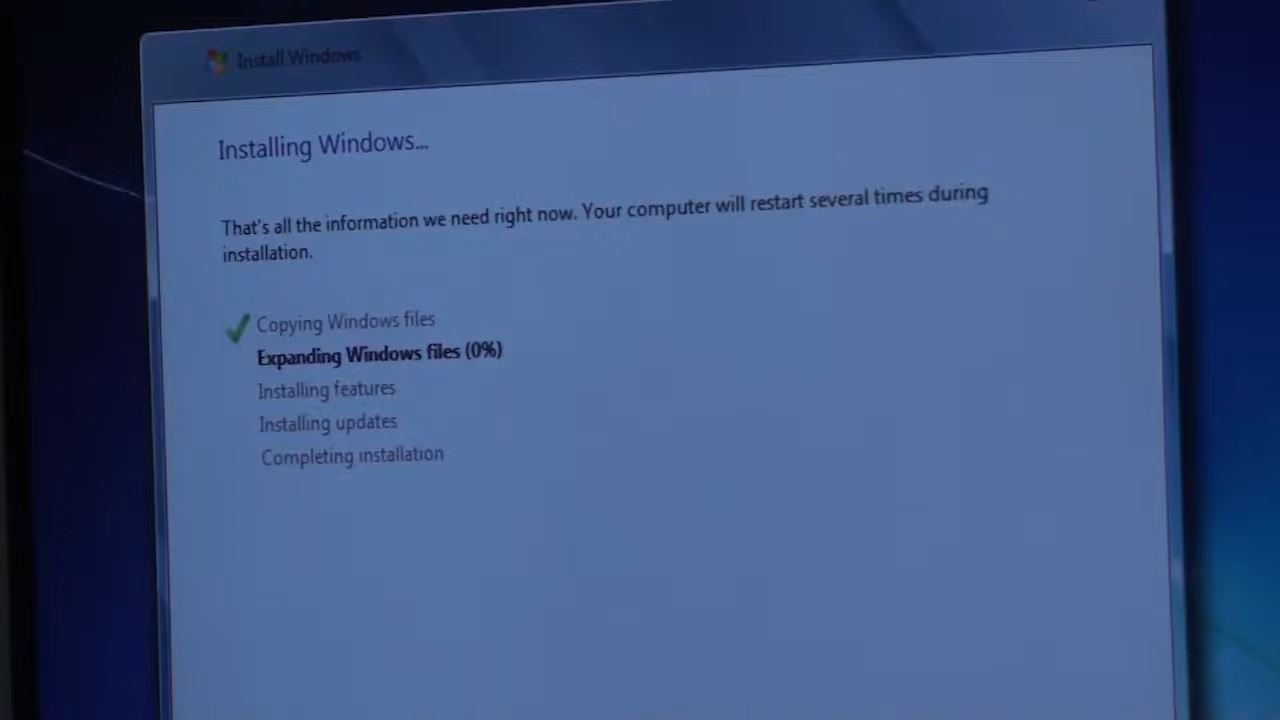 Install Windows
Installing Windows...
That's all the information we need right now. Your computer will restart several times during
installation.
Copying Windows files
Expanding Windows files (0%)
Installing features
Installing updates
Completing installation